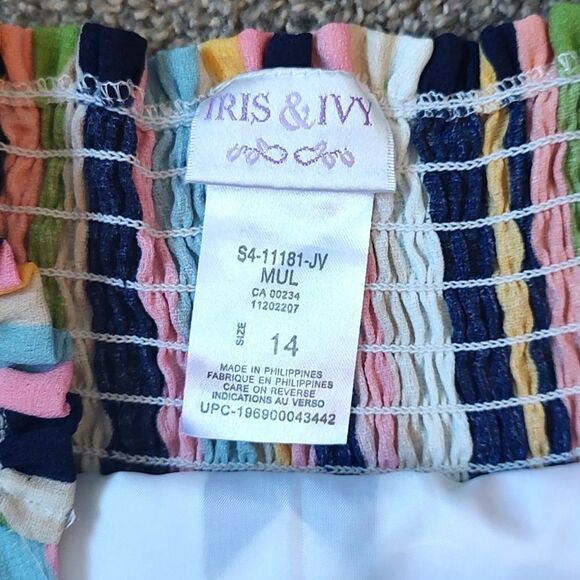 IRIS & IVY
S4-11181-JV
MUL
CA 00234
11202207
SIZE 14
MADE IN PHILIPPINES
FABRIQUE EN PHILIPPINES
CARE ON REVERSE
INDICATIONS AU VERSO
UPC-196900043442